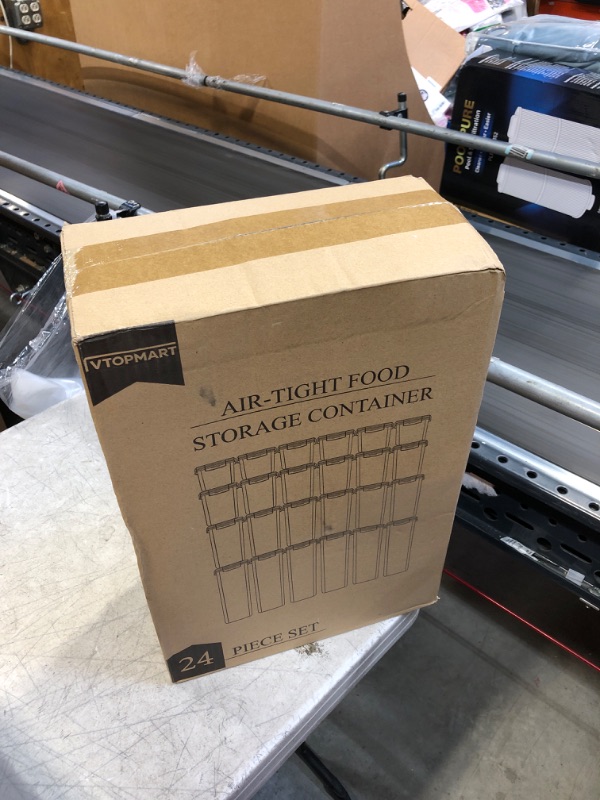 VTOPMART
AIR-TIGHT FOOD
STORAGE CONTAINER
24
PIECE SET